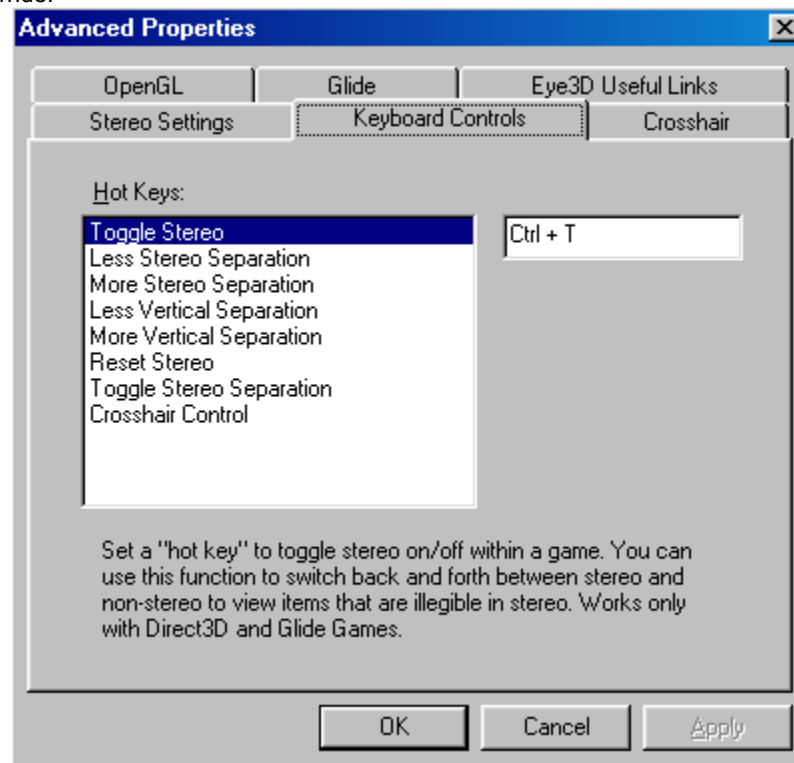 Advanced Properties
OpenGL Glide Eye3D Useful Links
Stereo Settings Keyboard Controls Crosshair
Hot Keys:
Toggle Stereo
Ctrl + T
Less Stereo Separation
More Stereo Separation
Less Vertical Separation
More Vertical Separation
Reset Stereo
Toggle Stereo Separation
Crosshair Control
Set a "hot key" to toggle stereo on/off within a game. You can
use this function to switch back and forth between stereo and
non-stereo to view items that are illegible in stereo. Works only
with Direct3D and Glide Games.
OK Cancel Apply